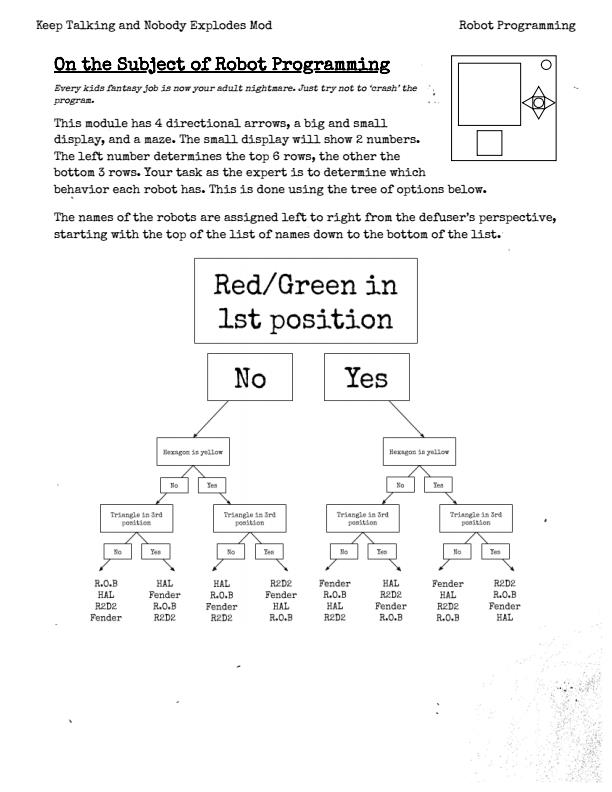 Keep Talking and Nobody Explodes Mod
Robot Programming
On the Subject of Robot Programming
Every kids fantasy job is now your adult nightmare. Just try not to ‘crash’ the
program.
This module has 4 directional arrows, a big and small
display, and a maze. The small display will show 2 numbers.
The left number determines the top 6 rows, the other the
bottom 3 rows. Your task as the expert is to determine which
behavior each robot has. This is done using the tree of options below.
The names of the robots are assigned left to right from the defuser’s perspective,
starting with the top of the list of names down to the bottom of the list.
Red/Green in
1st position
No Yes
Hexagon is yellow Hexagon is yellow
No Yes No Yes
Triangle in 3rd Triangle in 3rd Triangle in 3rd Triangle in 3rd
position position position position
No Yes No Yes No Yes No Yes
R.O.B HAL HAL R2D2 Fender HAL Fender R2D2
HAL Fender R.O.B Fender R.O.B Fender HAL R.O.B
R2D2 R.O.B Fender HAL HAL R2D2 R2D2 Fender
Fender R2D2 R2D2 R.O.B R2D2 R.O.B R.O.B HAL